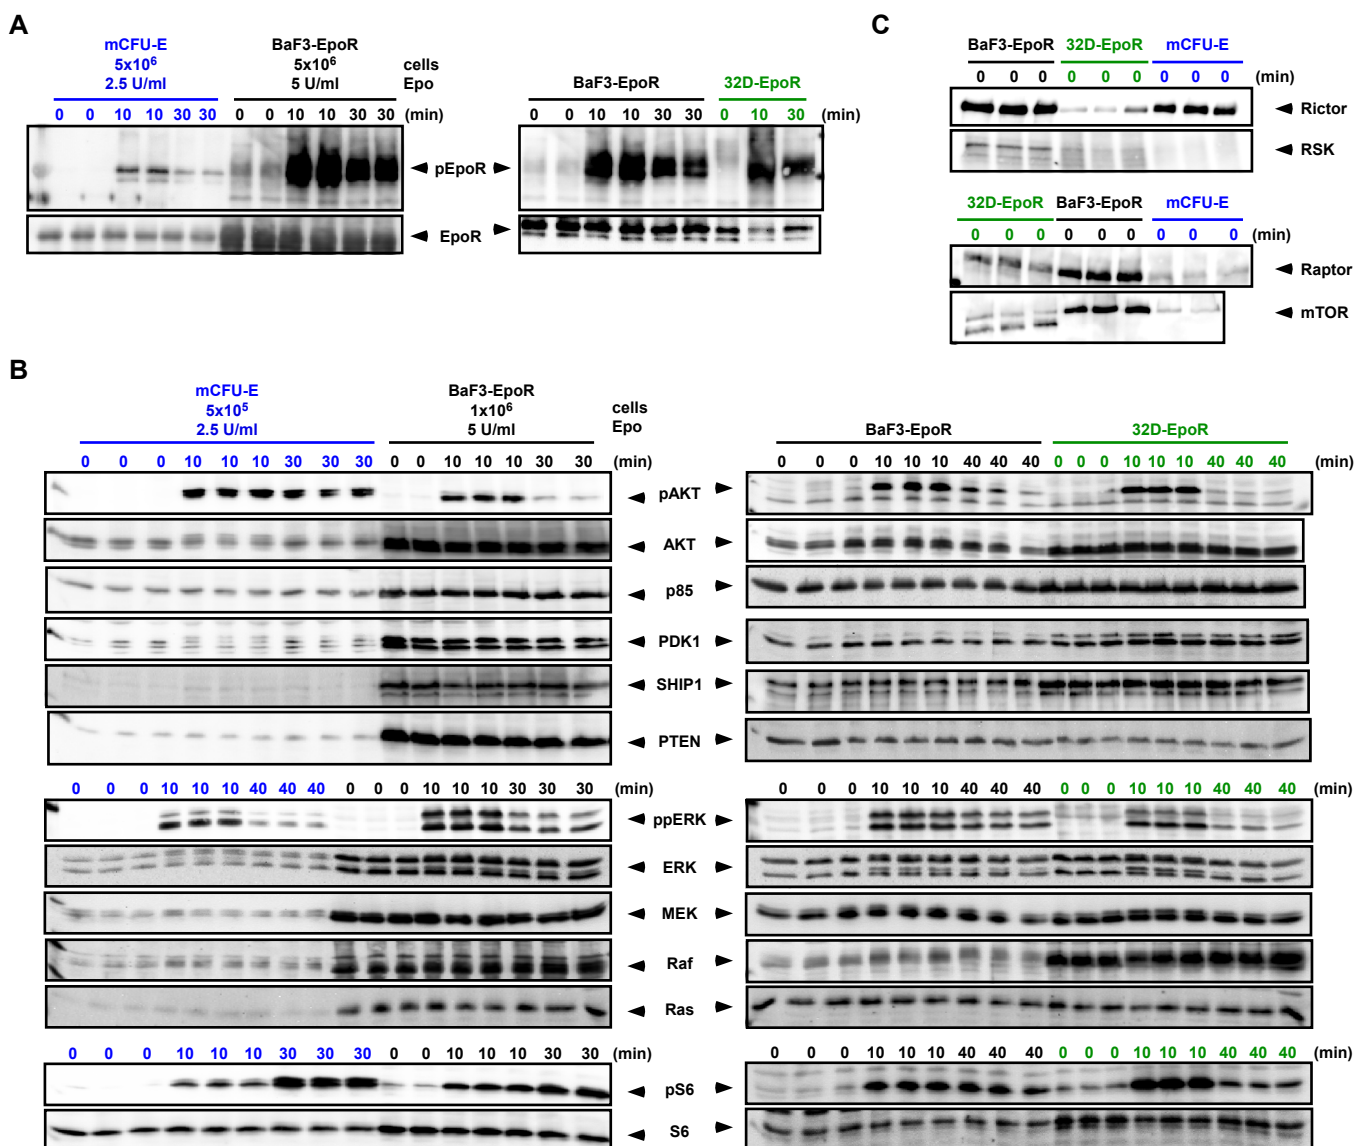 A
mCFU-E
5x10⁶
2.5 U/ml
BaF3-EpoR
5x10⁶
5 U/ml
cells
Epo
0 0 10 10 30 30 0 0 10 10 30 30 (min)
pEpoR
EpoR
BaF3-EpoR 32D-EpoR
0 0 10 10 30 30 0 10 30 (min)
C
BaF3-EpoR 32D-EpoR mCFU-E
0 0 0 0 0 0 0 0 0 (min)
Rictor
RSK
32D-EpoR BaF3-EpoR mCFU-E
0 0 0 0 0 0 0 0 0 (min)
Raptor
mTOR
B
mCFU-E
5x10⁵
2.5 U/ml
BaF3-EpoR
1x10⁶
5 U/ml
cells
Epo
BaF3-EpoR 32D-EpoR
0 0 0 10 10 10 30 30 30 0 0 10 10 10 30 30 (min) 0 0 0 10 10 10 40 40 40 0 0 0 10 10 10 40 40 40 (min)
pAKT
AKT
p85
PDK1
SHIP1
PTEN
0 0 0 10 10 10 40 40 40 0 0 0 10 10 10 30 30 30 (min) 0 0 0 10 10 10 40 40 40 0 0 0 10 10 10 40 40 40 (min)
ppERK
ERK
MEK
Raf
Ras
0 0 0 10 10 10 30 30 30 0 0 10 10 10 30 30 (min) 0 0 0 10 10 10 40 40 40 0 0 0 10 10 10 40 40 40 (min)
pS6
S6